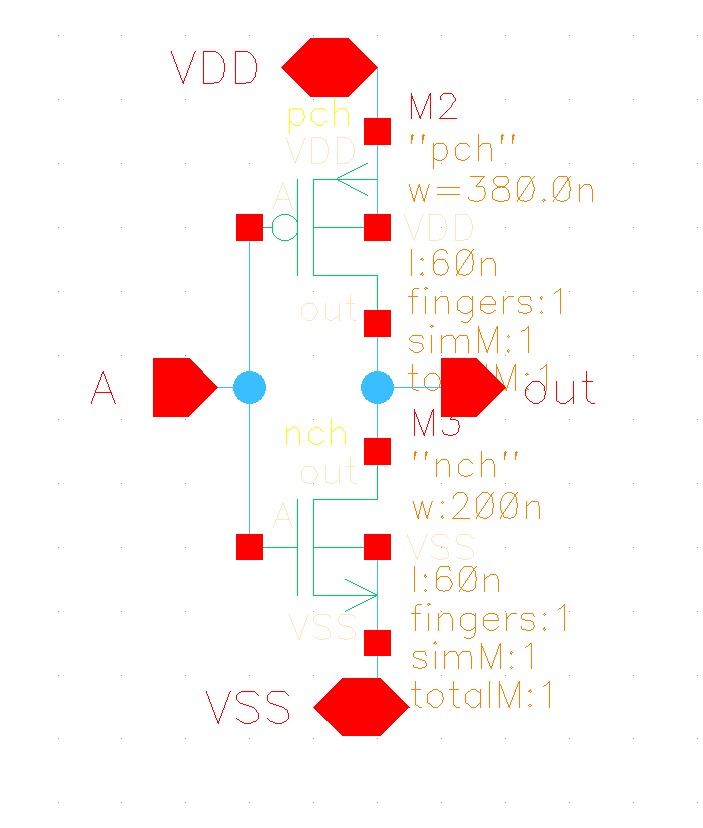 VDD
pch
M2
VDD
"pch"
w=380.0n
A
VDD
l:60n
out
fingers:1
simM:1
totalM:1
A
out
nch
M3
out
"nch"
w:200n
A
VSS
l:60n
VSS
fingers:1
simM:1
totalM:1
VSS